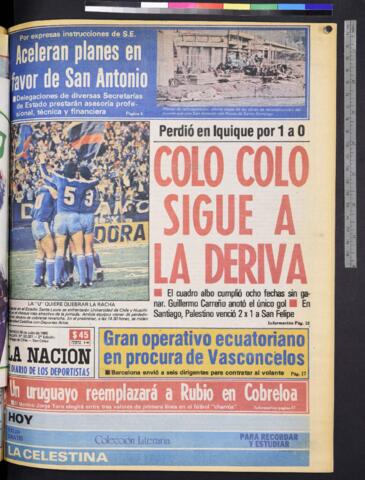 Por expresas instrucciones de S.E.
Aceleran planes en
favor de San Antonio
Delegaciones de diversas Secretarías
de Estado prestarán asesoría profe-
sional, técnica y financiera
Perdió en Iquique por 1 a 0
COLO COLO
SIGUE A
LA DERIVA
El cuadro albo cumplió ocho fechas sin ga-
nar. Guillermo Carreño anotó el único gol En
Santiago, Palestino venció 2 x 1 a San Felipe
DORA
LA "U" QUIERE QUEBRAR LA RACHA
$45
LA NACION
DIARIO DE LOS DEPORTISTAS
Gran operativo ecuatoriano
en procura de Vasconcelos
Barcelona envió a seis dirigentes para contratar al volante Pág. 17
Un uruguayo reemplazará a Rubio en Cobreloa
HOY
Colección Literaria
PARA RECORDAR
Y ESTUDIAR
LA CELESTINA